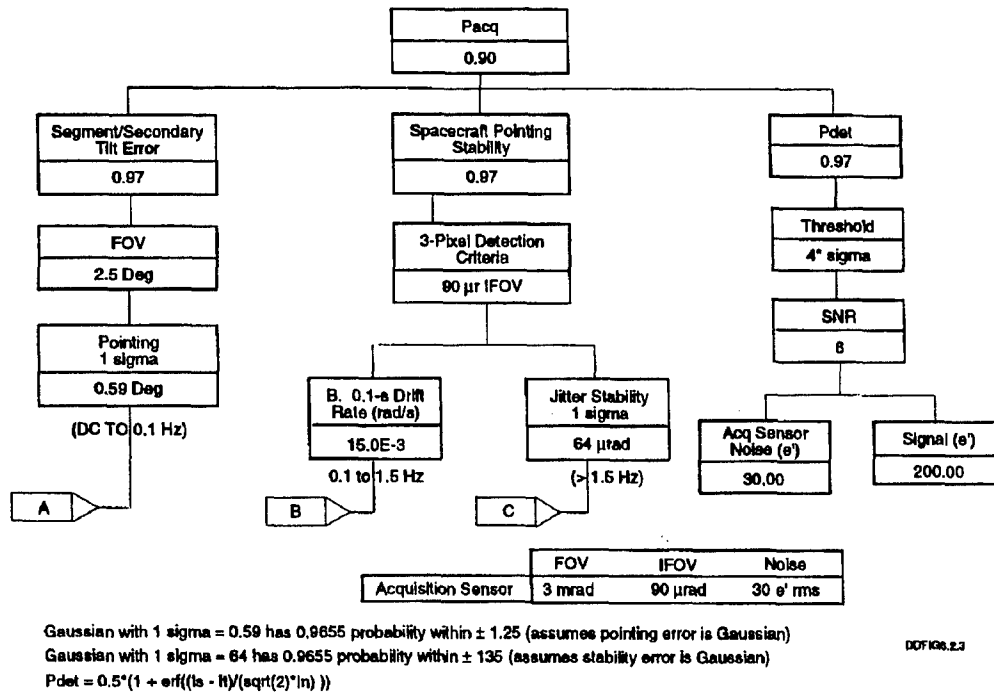 Pacq
0.90
Segment/Secondary
Tilt Error
0.97
Spacecraft Pointing
Stability
0.97
Pdet
0.97
FOV
2.5 Deg
3-Pixel Detection
Criteria
90 µr IFOV
Threshold
4* sigma
Pointing
1 sigma
0.59 Deg
SNR
6
(DC TO 0.1 Hz)
B. 0.1-s Drift
Rate (rad/s)
15.0E-3
0.1 to 1.5 Hz
Jitter Stability
1 sigma
64 µrad
(> 1.5 Hz)
Acq Sensor
Noise (e')
30.00
Signal (e')
200.00
A
B
C
FOV IFOV Noise
Acquisition Sensor 3 mrad 90 µrad 30 e' rms
Gaussian with 1 sigma = 0.59 has 0.9655 probability within ± 1.25 (assumes pointing error is Gaussian)
Gaussian with 1 sigma = 64 has 0.9655 probability within ± 135 (assumes stability error is Gaussian)
Pdet = 0.5*(1 + erf((Is - It)/(sqrt(2)*In) ))